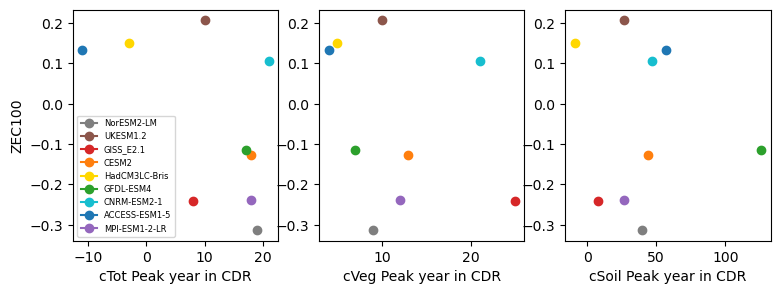 0.2
0.1
0.0
−0.1
−0.2
−0.3
ZEC100
NorESM2-LM
UKESM1.2
GISS_E2.1
CESM2
HadCM3LC-Bris
GFDL-ESM4
CNRM-ESM2-1
ACCESS-ESM1-5
MPI-ESM1-2-LR
−10 0 10 20
cTot Peak year in CDR
0.2
0.1
0.0
−0.1
−0.2
−0.3
10 20
cVeg Peak year in CDR
0.2
0.1
0.0
−0.1
−0.2
−0.3
0 50 100
cSoil Peak year in CDR